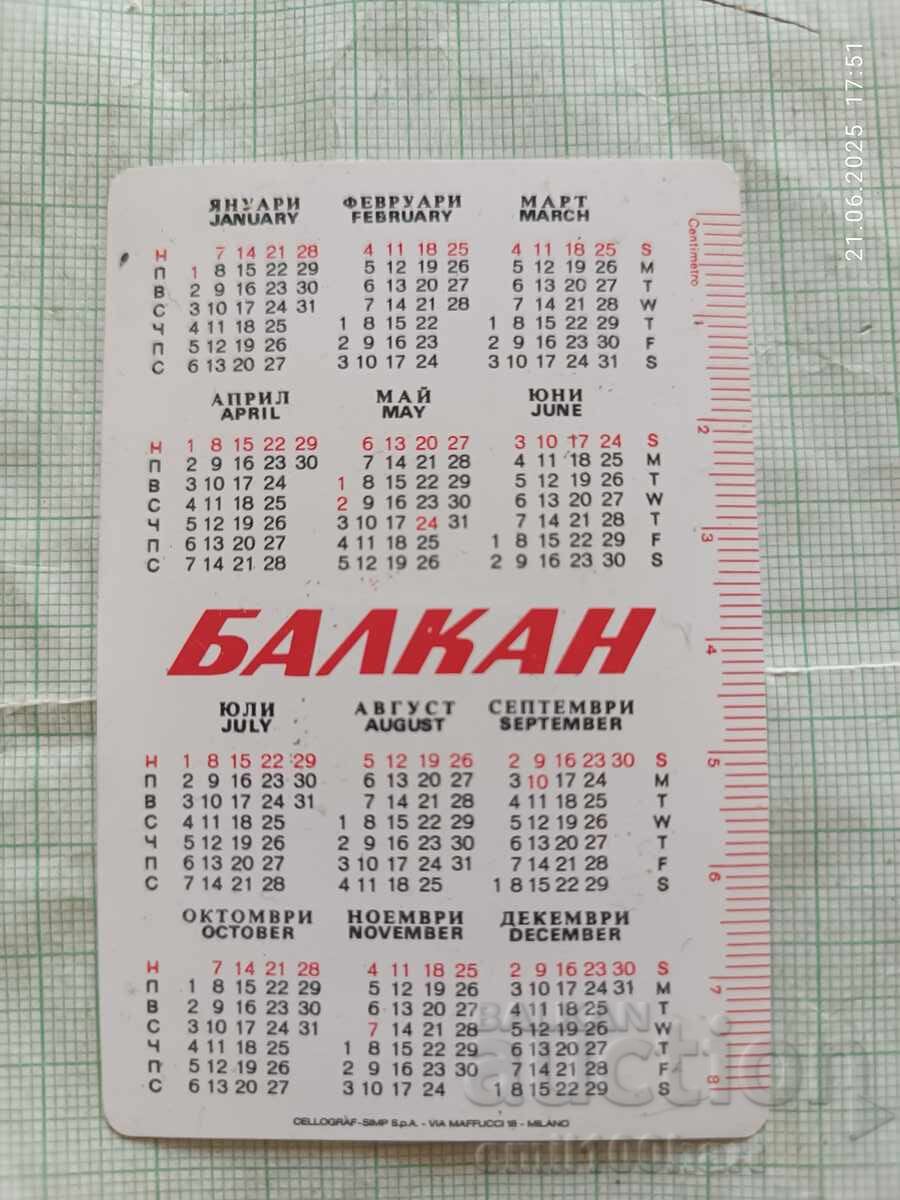 21.06.2025 17:51
ЯНУАРИ ФЕВРУАРИ МАРТ
JANUARY FEBRUARY MARCH
Н 7 14 21 28 4 11 18 25 4 11 18 25 S
П 1 8 15 22 29 5 12 19 26 5 12 19 26 M
В 2 9 16 23 30 6 13 20 27 6 13 20 27 T
С 3 10 17 24 31 7 14 21 28 7 14 21 28 W
Ч 4 11 18 25 1 8 15 22 1 8 15 22 29 T
П 5 12 19 26 2 9 16 23 2 9 16 23 30 F
С 6 13 20 27 3 10 17 24 3 10 17 24 31 S
АПРИЛ МАЙ ЮНИ
APRIL MAY JUNE
Н 1 8 15 22 29 6 13 20 27 3 10 17 24 S
П 2 9 16 23 30 7 14 21 28 4 11 18 25 M
В 3 10 17 24 1 8 15 22 29 5 12 19 26 T
С 4 11 18 25 2 9 16 23 30 6 13 20 27 W
Ч 5 12 19 26 3 10 17 24 31 7 14 21 28 T
П 6 13 20 27 4 11 18 25 1 8 15 22 29 F
С 7 14 21 28 5 12 19 26 2 9 16 23 30 S
БАЛКАН
ЮЛИ АВГУСТ СЕПТЕМВРИ
JULY AUGUST SEPTEMBER
Н 1 8 15 22 29 5 12 19 26 2 9 16 23 30 S
П 2 9 16 23 30 6 13 20 27 3 10 17 24 M
В 3 10 17 24 31 7 14 21 28 4 11 18 25 T
С 4 11 18 25 1 8 15 22 29 5 12 19 26 W
Ч 5 12 19 26 2 9 16 23 30 6 13 20 27 T
П 6 13 20 27 3 10 17 24 31 7 14 21 28 F
С 7 14 21 28 4 11 18 25 1 8 15 22 29 S
ОКТОМВРИ НОЕМВРИ ДЕКЕМВРИ
OCTOBER NOVEMBER DECEMBER
Н 7 14 21 28 4 11 18 25 2 9 16 23 30 S
П 1 8 15 22 29 5 12 19 26 3 10 17 24 31 M
В 2 9 16 23 30 6 13 20 27 4 11 18 25 T
С 3 10 17 24 31 7 14 21 28 5 12 19 26 W
Ч 4 11 18 25 1 8 15 22 29 6 13 20 27 T
П 5 12 19 26 2 9 16 23 30 7 14 21 28 F
С 6 13 20 27 3 10 17 24 1 8 15 22 29 S
CELLOGRAF-SIMP S.p.A. - VIA MAFFUCCI 18 - MILANO
Centimetro
1
2
3
4
5
6
7
8
BALKAN
auction